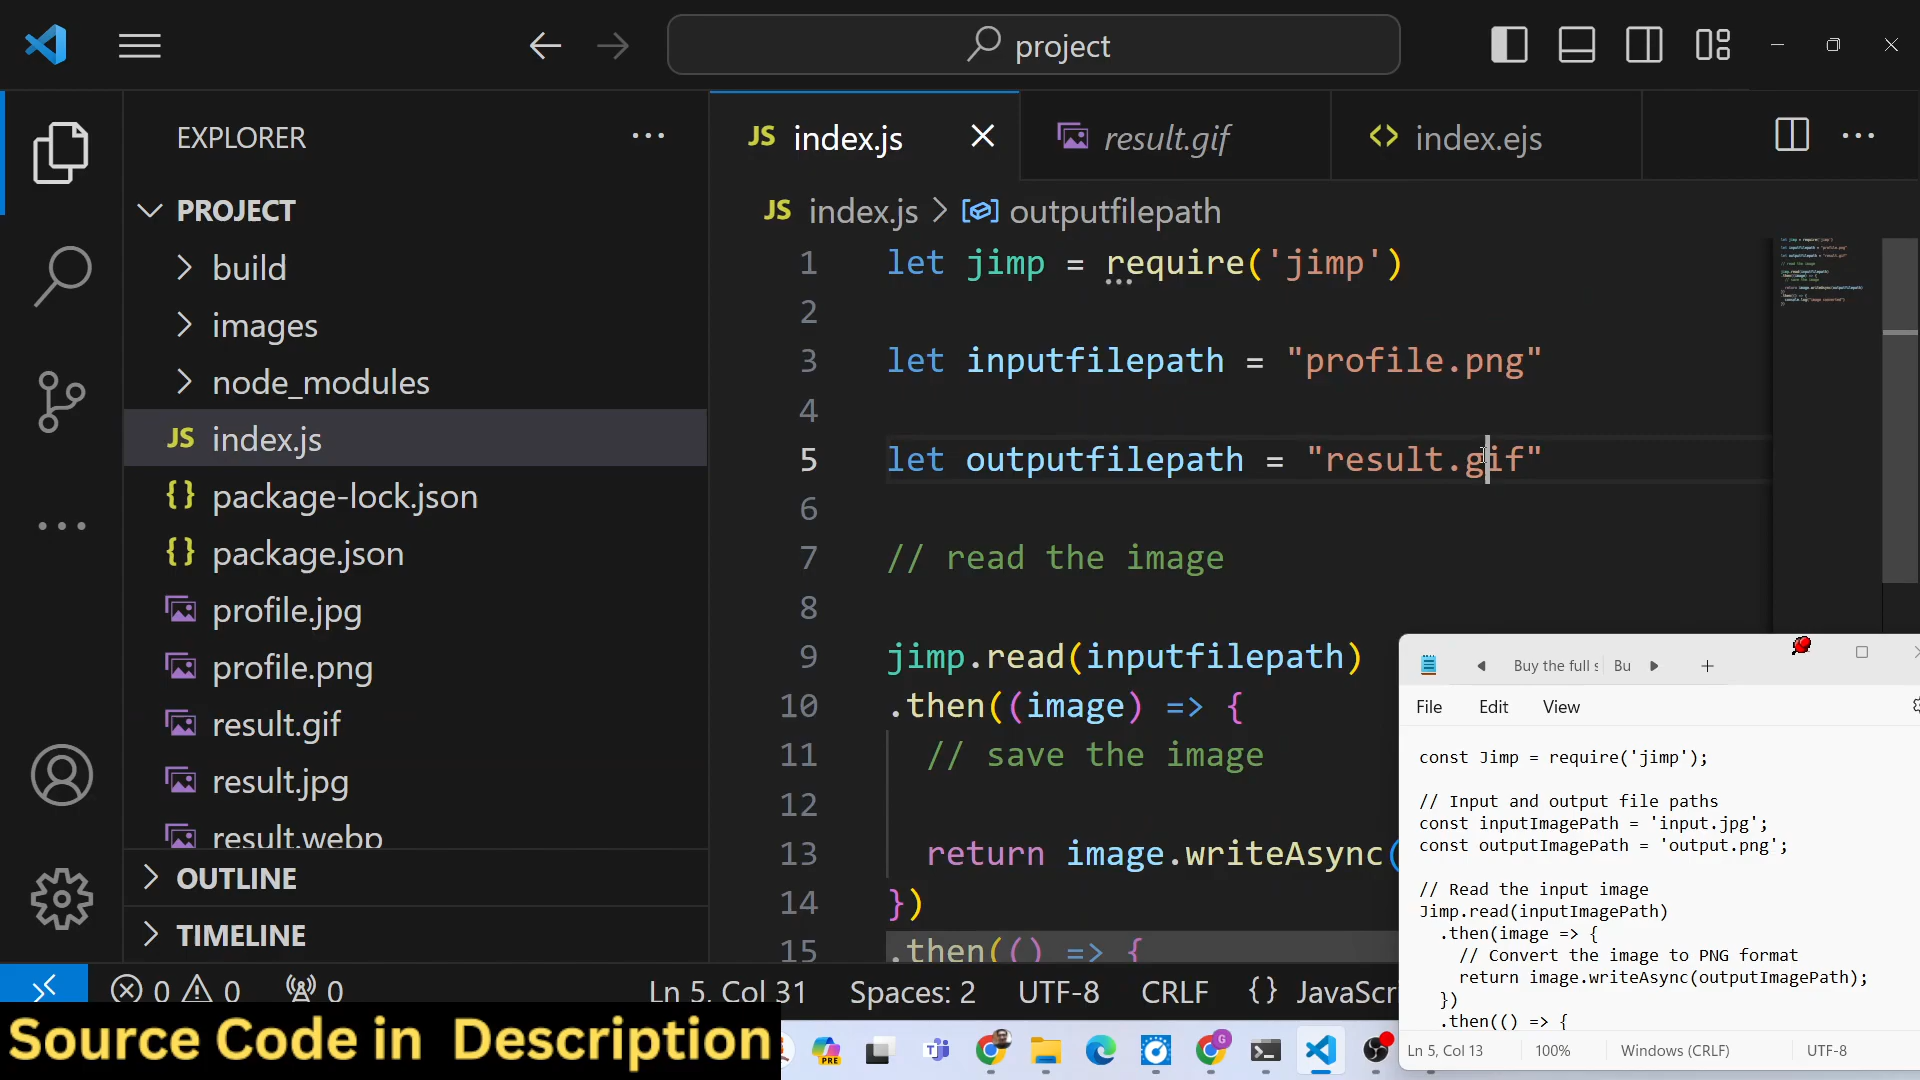 project
EXPLORER
PROJECT
build
images
node_modules
JS index.js
{} package-lock.json
{} package.json
profile.jpg
profile.png
result.gif
result.jpg
result.webp
OUTLINE
TIMELINE
JS index.js
result.gif
<> index.ejs
JS index.js > outputfilepath
1 let jimp = require('jimp')
2
3 let inputfilepath = "profile.png"
4
5 let outputfilepath = "result.gif"
6
7 // read the image
8
9 jimp.read(inputfilepath)
10 .then((image) => {
11 // save the image
12
13 return image.writeAsync(
14 })
15 .then(() => {
Buy the full s
Bu
File Edit View
const Jimp = require('jimp');
// Input and output file paths
const inputImagePath = 'input.jpg';
const outputImagePath = 'output.png';
// Read the input image
Jimp.read(inputImagePath)
.then(image => {
// Convert the image to PNG format
return image.writeAsync(outputImagePath);
})
.then(() => {
Ln 5, Col 13 100% Windows (CRLF) UTF-8
0 0 0 Ln 5, Col 31 Spaces: 2 UTF-8 CRLF {} JavaScr
Source Code in Description
PRE